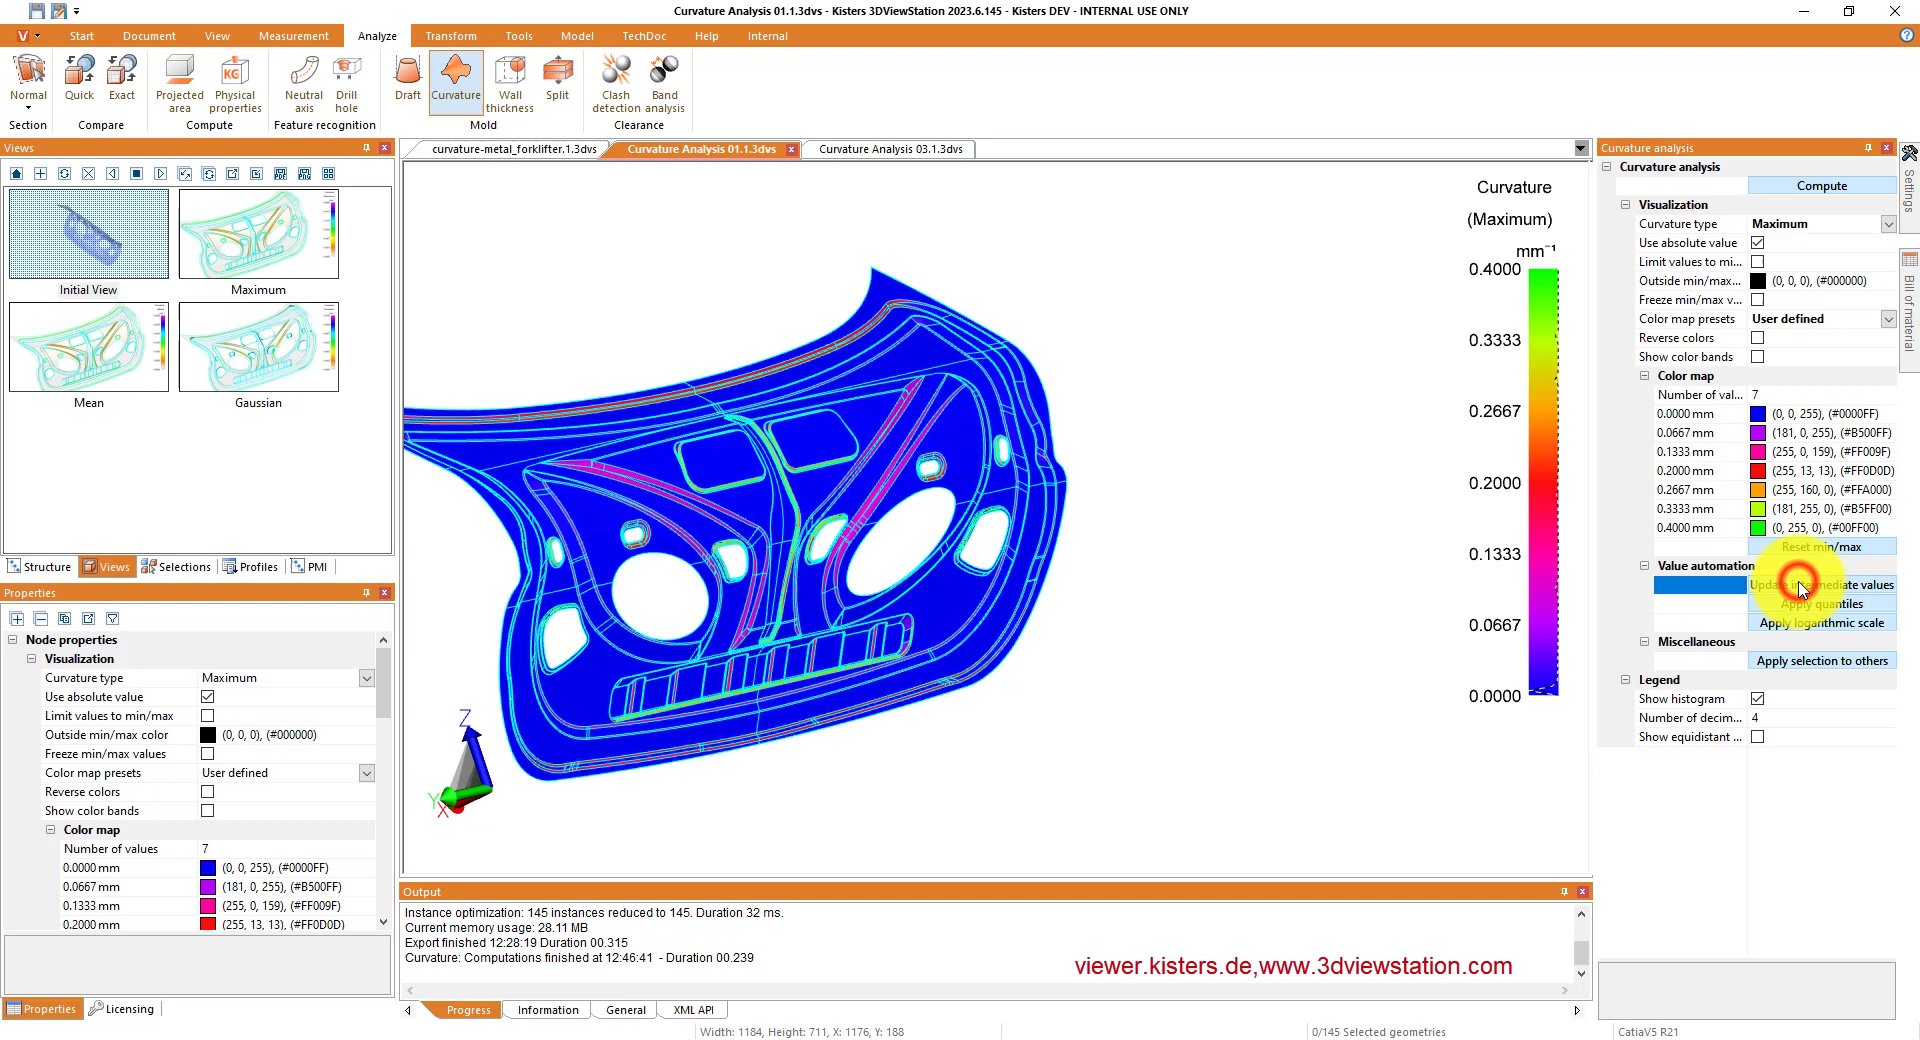 Curvature Analysis 01.1.3dvs - Kisters 3DViewStation 2023.6.145 - Kisters DEV - INTERNAL USE ONLY
Start Document View Measurement Analyze Transform Tools Model TechDoc Help Internal
Normal Quick Exact Projected area Physical properties Neutral axis Drill hole Draft Curvature Wall thickness Split Clash detection Band analysis
Section Compare Compute Feature recognition Mold Clearance
Views
Initial View
Maximum
Mean
Gaussian
Structure Views Selections Profiles PMI
Properties
Node properties
Visualization
Curvature type Maximum
Use absolute value
Limit values to min/max
Outside min/max color (0, 0, 0), (#000000)
Freeze min/max values
Color map presets User defined
Reverse colors
Show color bands
Color map
Number of values 7
0.0000 mm (0, 0, 255), (#0000FF)
0.0667 mm (181, 0, 255), (#B500FF)
0.1333 mm (255, 0, 159), (#FF009F)
0.2000 mm (255, 13, 13), (#FF0D0D)
Properties Licensing
curvature-metal_forklifter.1.3dvs Curvature Analysis 01.1.3dvs Curvature Analysis 03.1.3dvs
Curvature
(Maximum)
mm⁻¹
0.4000
0.3333
0.2667
0.2000
0.1333
0.0667
0.0000
Z
Y
X
Output
Instance optimization: 145 instances reduced to 145. Duration 32 ms.
Current memory usage: 28.11 MB
Export finished 12:28:19 Duration 00.315
Curvature: Computations finished at 12:46:41 - Duration 00.239
viewer.kisters.de,www.3dviewstation.com
Progress Information General XML API
Width: 1184, Height: 711, X: 1176, Y: 188 0/145 Selected geometries CatiaV5 R21
Curvature analysis
Curvature analysis
Compute
Visualization
Curvature type Maximum
Use absolute value
Limit values to mi...
Outside min/max... (0, 0, 0), (#000000)
Freeze min/max v...
Color map presets User defined
Reverse colors
Show color bands
Color map
Number of val... 7
0.0000 mm (0, 0, 255), (#0000FF)
0.0667 mm (181, 0, 255), (#B500FF)
0.1333 mm (255, 0, 159), (#FF009F)
0.2000 mm (255, 13, 13), (#FF0D0D)
0.2667 mm (255, 160, 0), (#FFA000)
0.3333 mm (181, 255, 0), (#B5FF00)
0.4000 mm (0, 255, 0), (#00FF00)
Reset min/max
Value automation
Update intermediate values
Apply quantiles
Apply logarithmic scale
Miscellaneous
Apply selection to others
Legend
Show histogram
Number of decim... 4
Show equidistant ...
Settings
Bill of material